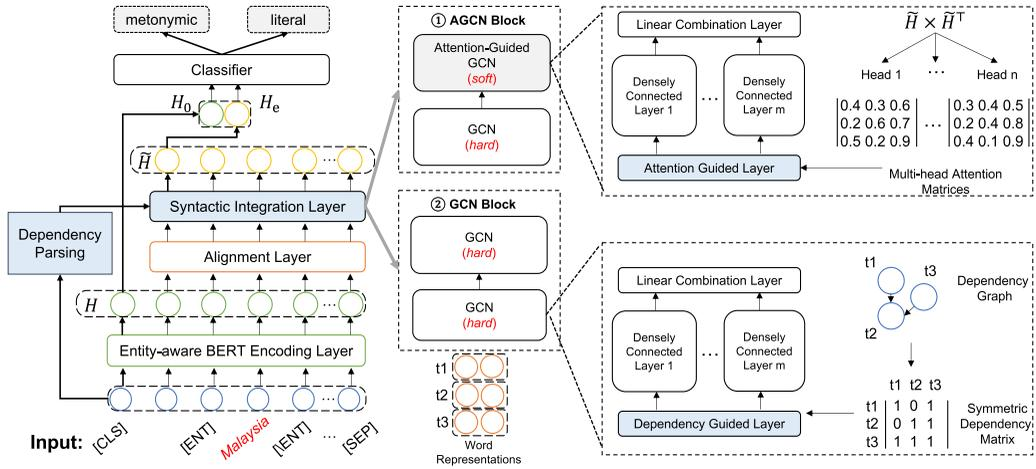 metonymic
literal
Classifier
H₀
Hₑ
H̃
Syntactic Integration Layer
Dependency
Parsing
Alignment Layer
H
...
Entity-aware BERT Encoding Layer
...
Input:
[CLS]
[ENT]
Malaysia
[\ENT]
...
[SEP]
① AGCN Block
Attention-Guided
GCN
(soft)
GCN
(hard)
② GCN Block
GCN
(hard)
GCN
(hard)
t1
t2
t3
Word
Representations
Linear Combination Layer
Densely
Connected
Layer 1
...
Densely
Connected
Layer m
Attention Guided Layer
H̃ × H̃⊤
Head 1
...
Head n
0.4 0.3 0.6
0.2 0.6 0.7
0.5 0.2 0.9
...
0.3 0.4 0.5
0.2 0.4 0.8
0.4 0.1 0.9
Multi-head Attention
Matrices
Linear Combination Layer
Densely
Connected
Layer 1
...
Densely
Connected
Layer m
Dependency Guided Layer
t1
t3
t2
Dependency
Graph
t1 t2 t3
t1 1 0 1
t2 0 1 1
t3 1 1 1
Symmetric
Dependency
Matrix